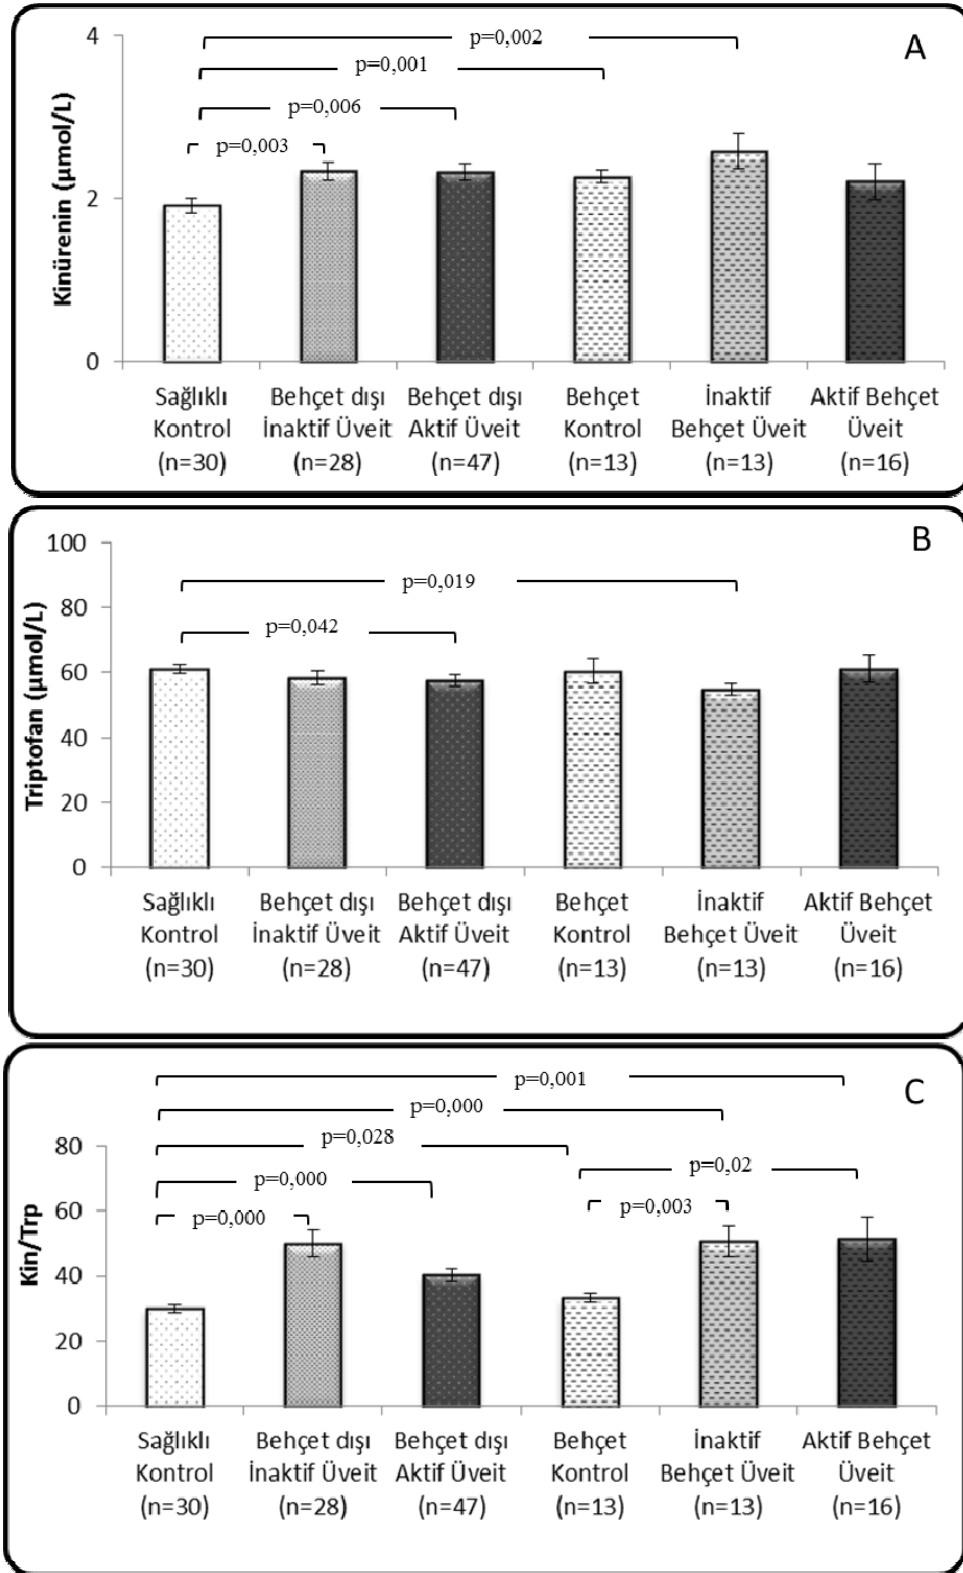 A
p=0,002
p=0,001
p=0,006
p=0,003
Kinürenin (µmol/L)
4
2
0
Sağlıklı Kontrol (n=30)
Behçet dışı İnaktif Üveit (n=28)
Behçet dışı Aktif Üveit (n=47)
Behçet Kontrol (n=13)
İnaktif Behçet Üveit (n=13)
Aktif Behçet Üveit (n=16)
B
p=0,019
p=0,042
Triptofan (µmol/L)
100
80
60
40
20
0
Sağlıklı Kontrol (n=30)
Behçet dışı İnaktif Üveit (n=28)
Behçet dışı Aktif Üveit (n=47)
Behçet Kontrol (n=13)
İnaktif Behçet Üveit (n=13)
Aktif Behçet Üveit (n=16)
C
p=0,001
p=0,000
p=0,028
p=0,02
p=0,000
p=0,003
p=0,000
Kin/Trp
80
60
40
20
0
Sağlıklı Kontrol (n=30)
Behçet dışı İnaktif Üveit (n=28)
Behçet dışı Aktif Üveit (n=47)
Behçet Kontrol (n=13)
İnaktif Behçet Üveit (n=13)
Aktif Behçet Üveit (n=16)